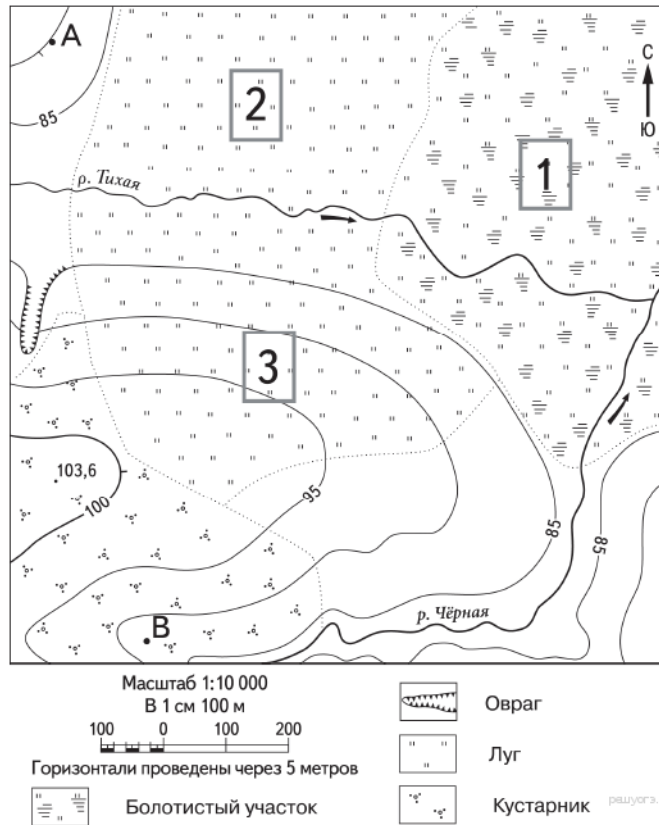 A
С
Ю
2
1
85
р. Тихая
3
103,6
100
95
85
85
B
р. Чёрная
Масштаб 1:10 000
В 1 см 100 м
100 0 100 200
Горизонтали проведены через 5 метров
Болотистый участок
Овраг
Луг
Кустарник
решуогэ.